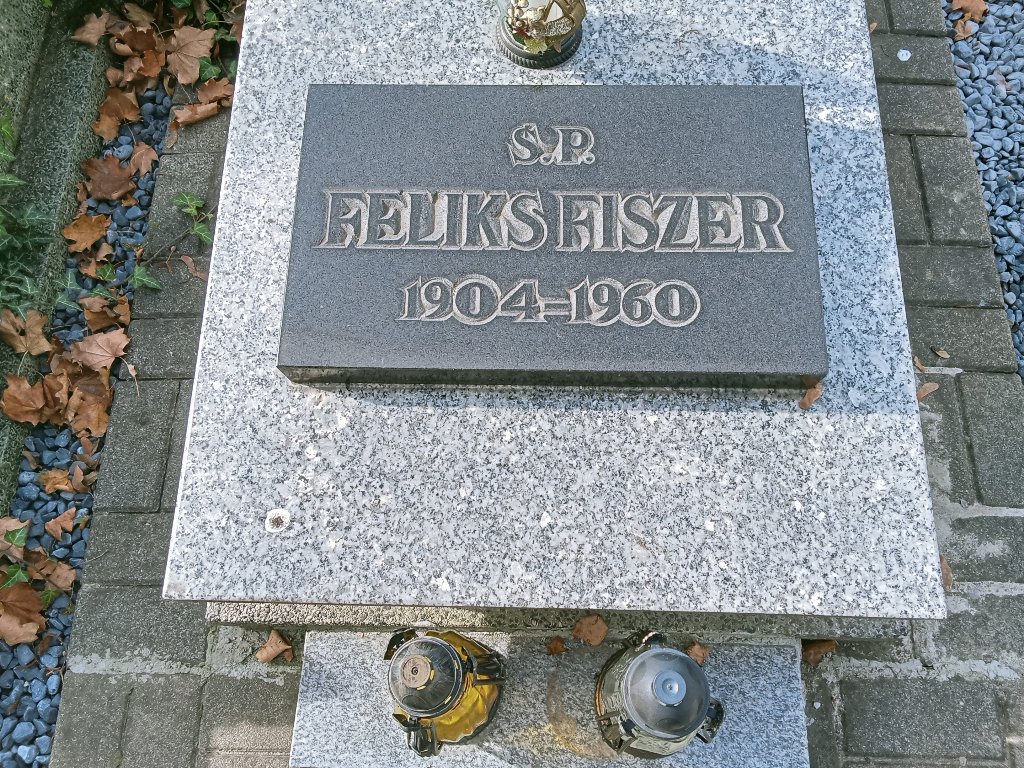 Ś.P.
FELIKS FISZER
1904-1960